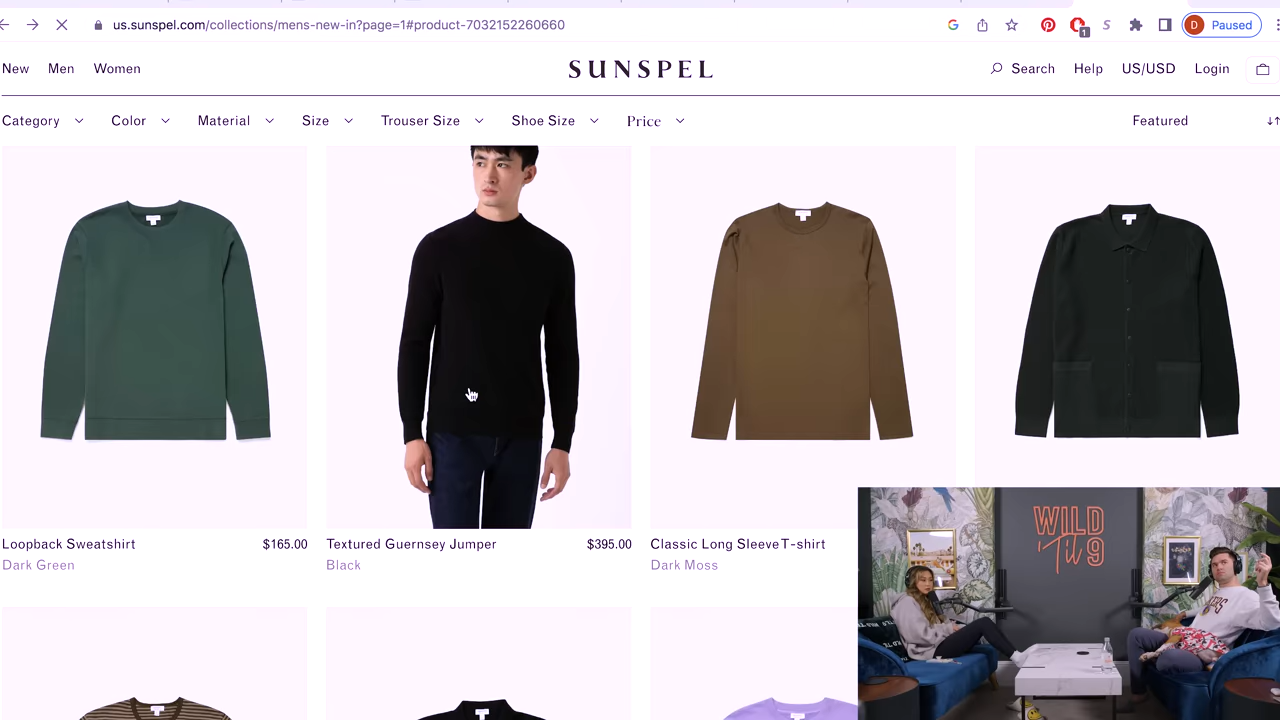 us.sunspel.com/collections/mens-new-in?page=1#product-7032152260660
1
D
Paused
New Men Women
SUNSPEL
Search Help US/USD Login
Category Color Material Size Trouser Size Shoe Size Price
Featured
Loopback Sweatshirt $165.00
Dark Green
Textured Guernsey Jumper $395.00
Black
Classic Long Sleeve T-shirt
Dark Moss
WILD
'Til 9